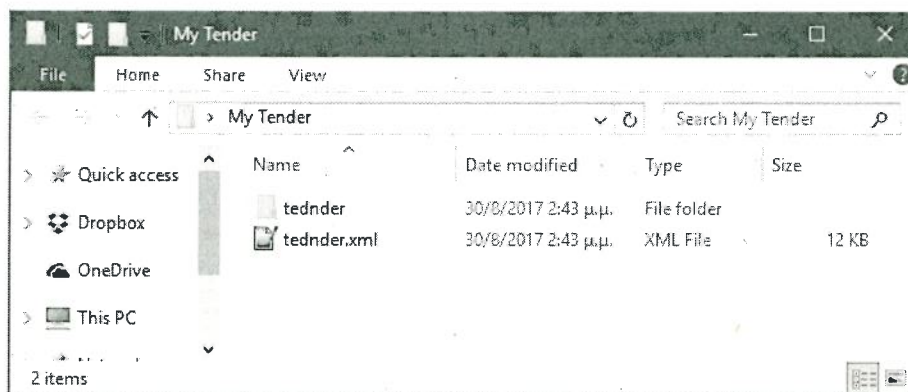 My Tender
File Home Share View
My Tender Search My Tender
Name Date modified Type Size
Quick access
Dropbox
OneDrive
This PC
tednder 30/8/2017 2:43 μ.μ. File folder
tednder.xml 30/8/2017 2:43 μ.μ. XML File 12 KB
2 items